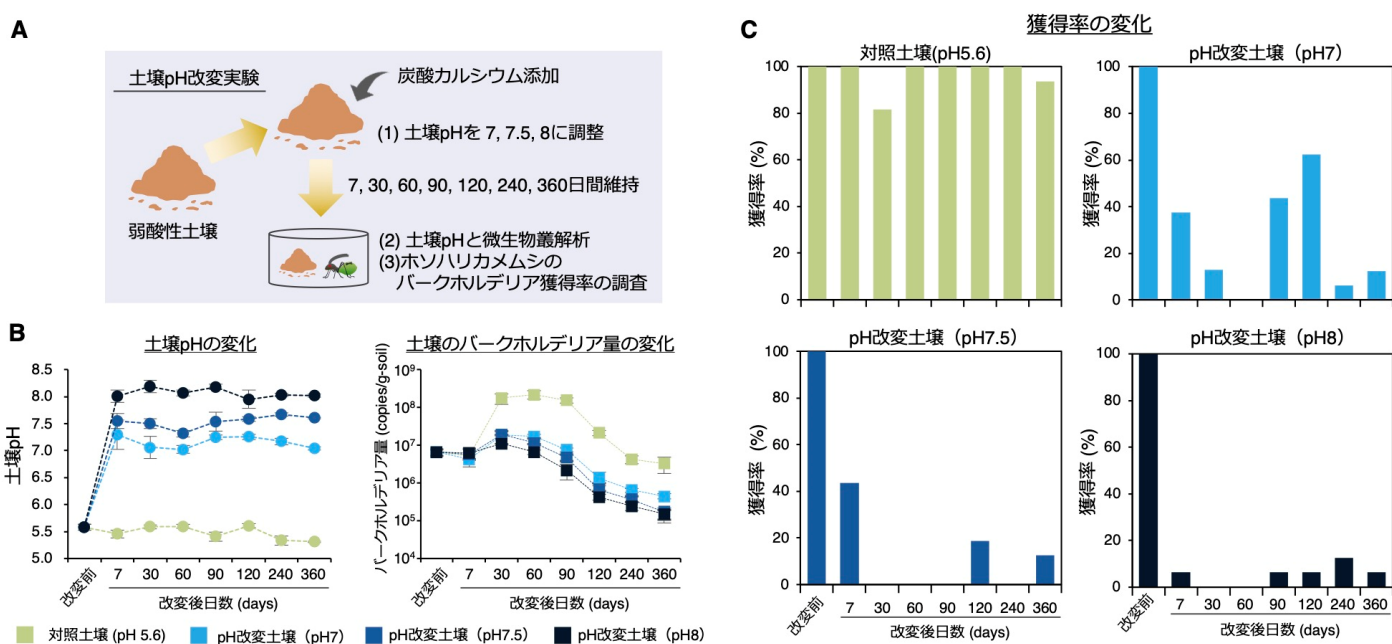 A
土壌pH改変実験
炭酸カルシウム添加
(1) 土壌pHを 7, 7.5, 8に調整
7, 30, 60, 90, 120, 240, 360日間維持
弱酸性土壌
(2) 土壌pHと微生物叢解析
(3)ホソハリカメムシの
バークホルデリア獲得率の調査
B
土壌pHの変化
土壌pH
8.5
8.0
7.5
7.0
6.5
6.0
5.5
5.0
改変前
7
30
60
90
120
240
360
改変後日数 (days)
土壌のバークホルデリア量の変化
バークホルデリア量 (copies/g-soil)
10⁹
10⁸
10⁷
10⁶
10⁵
10⁴
改変前
7
30
60
90
120
240
360
改変後日数 (days)
対照土壌 (pH 5.6)
pH改変土壌（pH7）
pH改変土壌（pH7.5）
pH改変土壌（pH8）
C
獲得率の変化
対照土壌(pH5.6)
獲得率 (%)
100
80
60
40
20
0
pH改変土壌（pH7）
獲得率 (%)
100
80
60
40
20
0
pH改変土壌（pH7.5）
獲得率 (%)
100
80
60
40
20
0
改変前
7
30
60
90
120
240
360
改変後日数 (days)
pH改変土壌（pH8）
獲得率 (%)
100
80
60
40
20
0
改変前
7
30
60
90
120
240
360
改変後日数 (days)